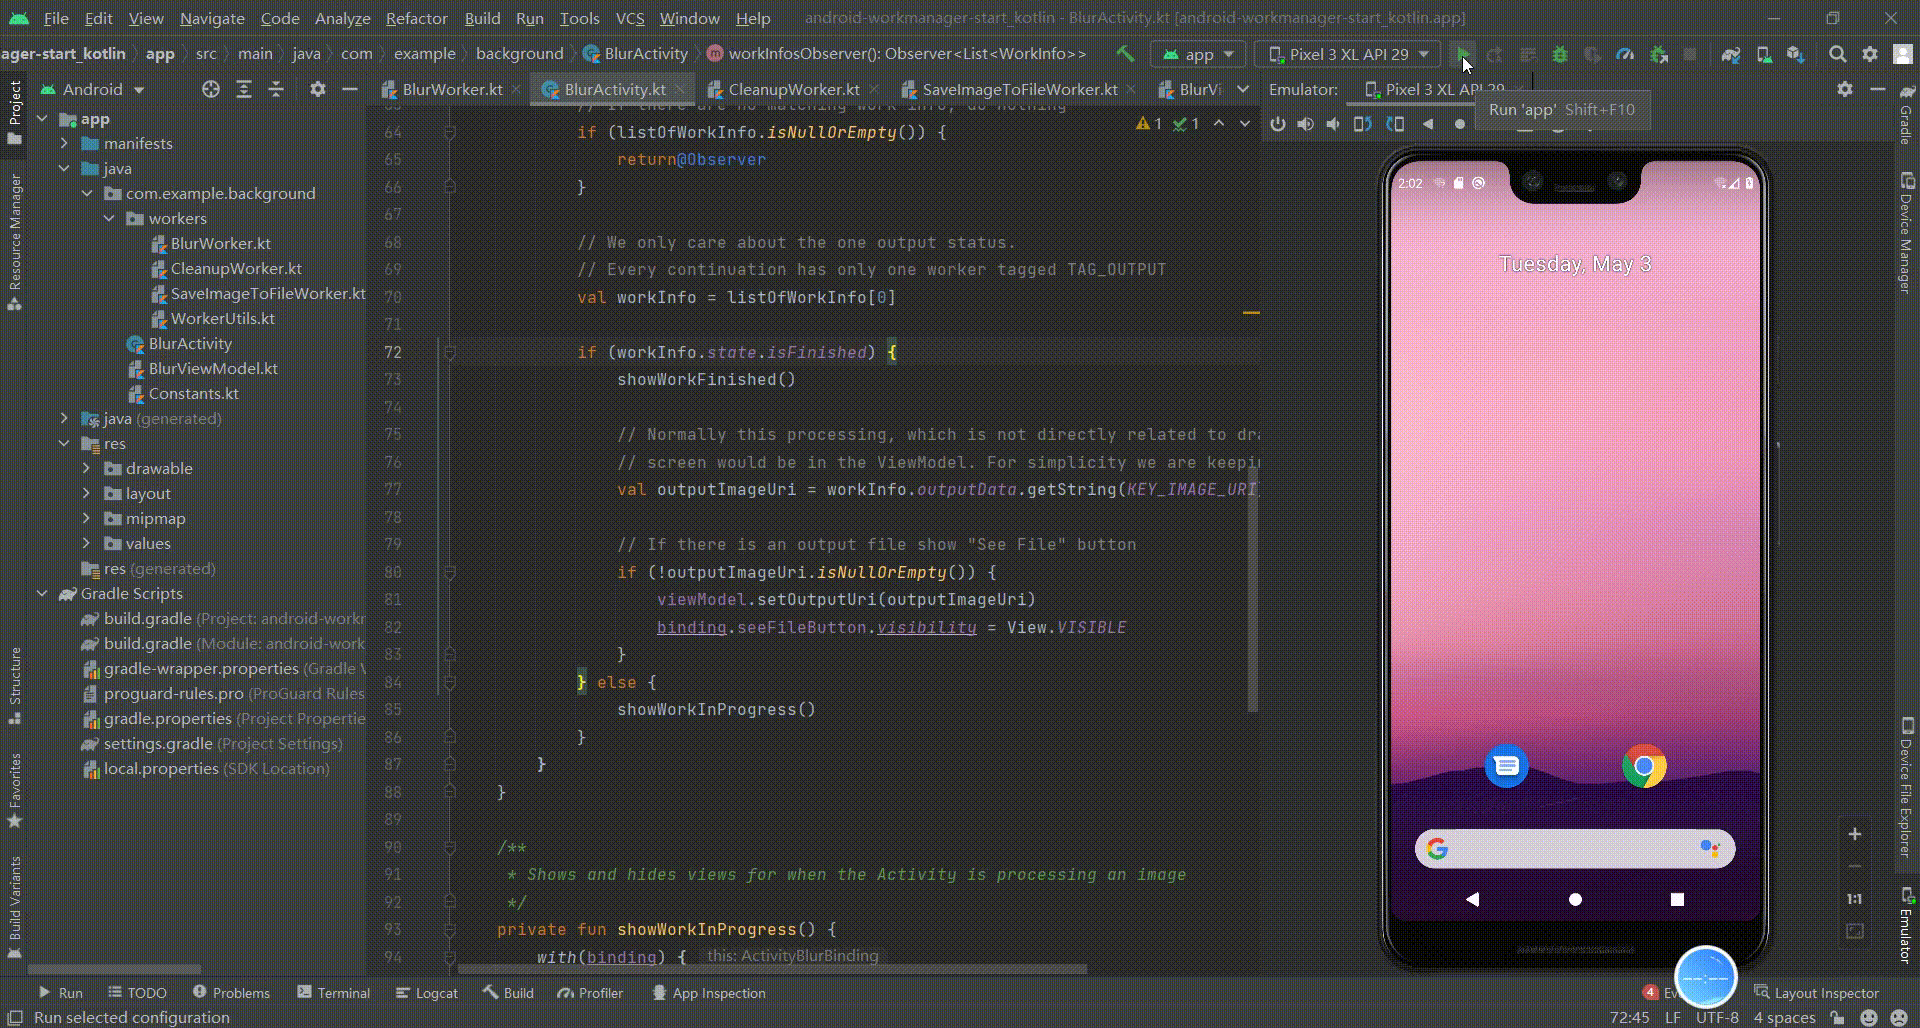 File Edit View Navigate Code Analyze Refactor Build Run Tools VCS Window Help android-workmanager-start_kotlin - BlurActivity.kt [android-workmanager-start_kotlin.app]
ager-start_kotlin app src main java com example background BlurActivity workInfosObserver(): Observer<List<WorkInfo>> app Pixel 3 XL API 29
Android BlurWorker.kt BlurActivity.kt CleanupWorker.kt SaveImageToFileWorker.kt BlurVi Emulator: Pixel 3 XL API 29
Run 'app' Shift+F10
Project
Resource Manager
Structure
Favorites
Build Variants
app
manifests
java
com.example.background
workers
BlurWorker.kt
CleanupWorker.kt
SaveImageToFileWorker.kt
WorkerUtils.kt
BlurActivity
BlurViewModel.kt
Constants.kt
java (generated)
res
drawable
layout
mipmap
values
res (generated)
Gradle Scripts
build.gradle (Project: android-workr
build.gradle (Module: android-work
gradle-wrapper.properties (Gradle V
proguard-rules.pro (ProGuard Rules
gradle.properties (Project Propertie
settings.gradle (Project Settings)
local.properties (SDK Location)
// If there are no matching work info, do nothing
1 1
64 if (listOfWorkInfo.isNullOrEmpty()) {
65 return@Observer
66 }
67
68 // We only care about the one output status.
69 // Every continuation has only one worker tagged TAG_OUTPUT
70 val workInfo = listOfWorkInfo[0]
71
72 if (workInfo.state.isFinished) {
73 showWorkFinished()
74
75 // Normally this processing, which is not directly related to dra
76 // screen would be in the ViewModel. For simplicity we are keepin
77 val outputImageUri = workInfo.outputData.getString(KEY_IMAGE_URI
78
79 // If there is an output file show "See File" button
80 if (!outputImageUri.isNullOrEmpty()) {
81 viewModel.setOutputUri(outputImageUri)
82 binding.seeFileButton.visibility = View.VISIBLE
83 }
84 } else {
85 showWorkInProgress()
86 }
87 }
88 }
89
90 /**
91 * Shows and hides views for when the Activity is processing an image
92 */
93 private fun showWorkInProgress() {
94 with(binding) { this: ActivityBlurBinding
2:02
Tuesday, May 3
1:1
Gradle
Device Manager
Device File Explorer
Emulator
Run TODO Problems Terminal Logcat Build Profiler App Inspection 4 Layout Inspector
Run selected configuration 72:45 LF UTF-8 4 spaces